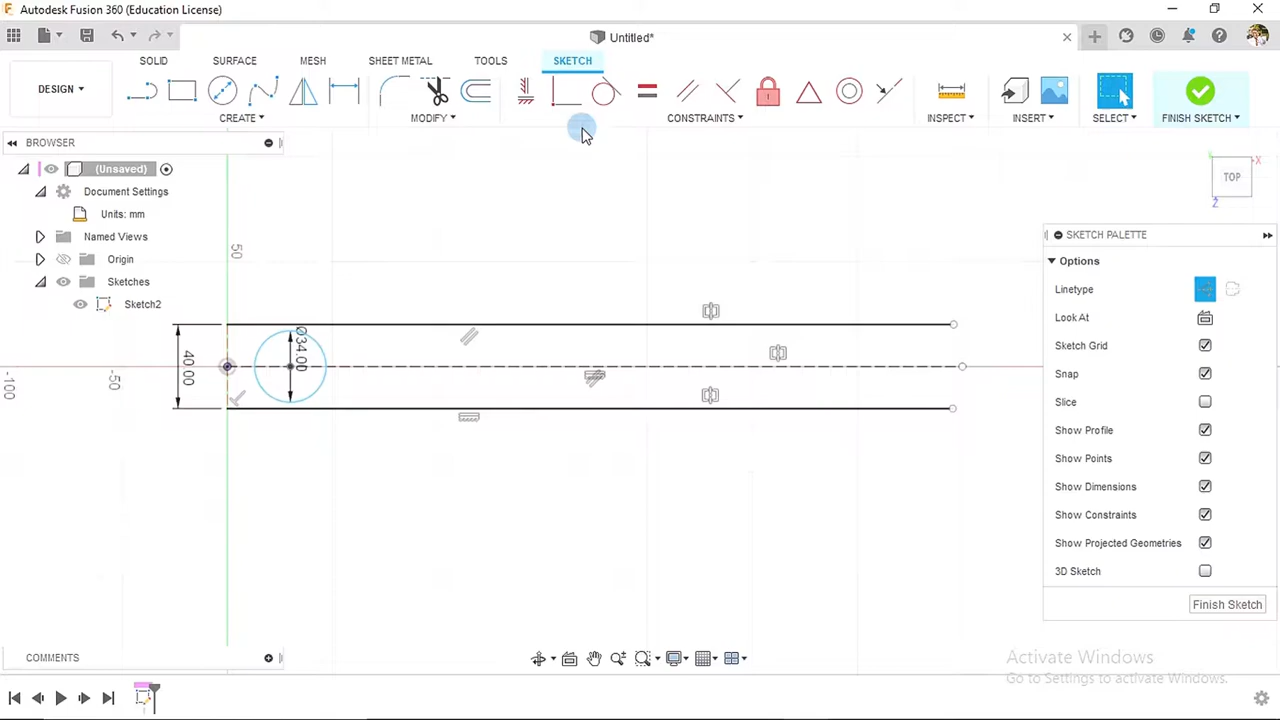 Autodesk Fusion 360 (Education License)
Untitled*
DESIGN
SOLID
SURFACE
MESH
SHEET METAL
SKETCH
TOOLS
CREATE
MODIFY
CONSTRAINTS
INSPECT
INSERT
SELECT
FINISH SKETCH
BROWSER
(Unsaved)
Document Settings
Units: mm
Named Views
Origin
Sketches
Sketch2
TOP
X
Z
50
-50
-100
40.00
Ø34.00
SKETCH PALETTE
Options
Linetype
Look At
Sketch Grid
Snap
Slice
Show Profile
Show Points
Show Dimensions
Show Constraints
Show Projected Geometries
3D Sketch
Finish Sketch
COMMENTS
Activate Windows
Go to Settings to activate Windows.